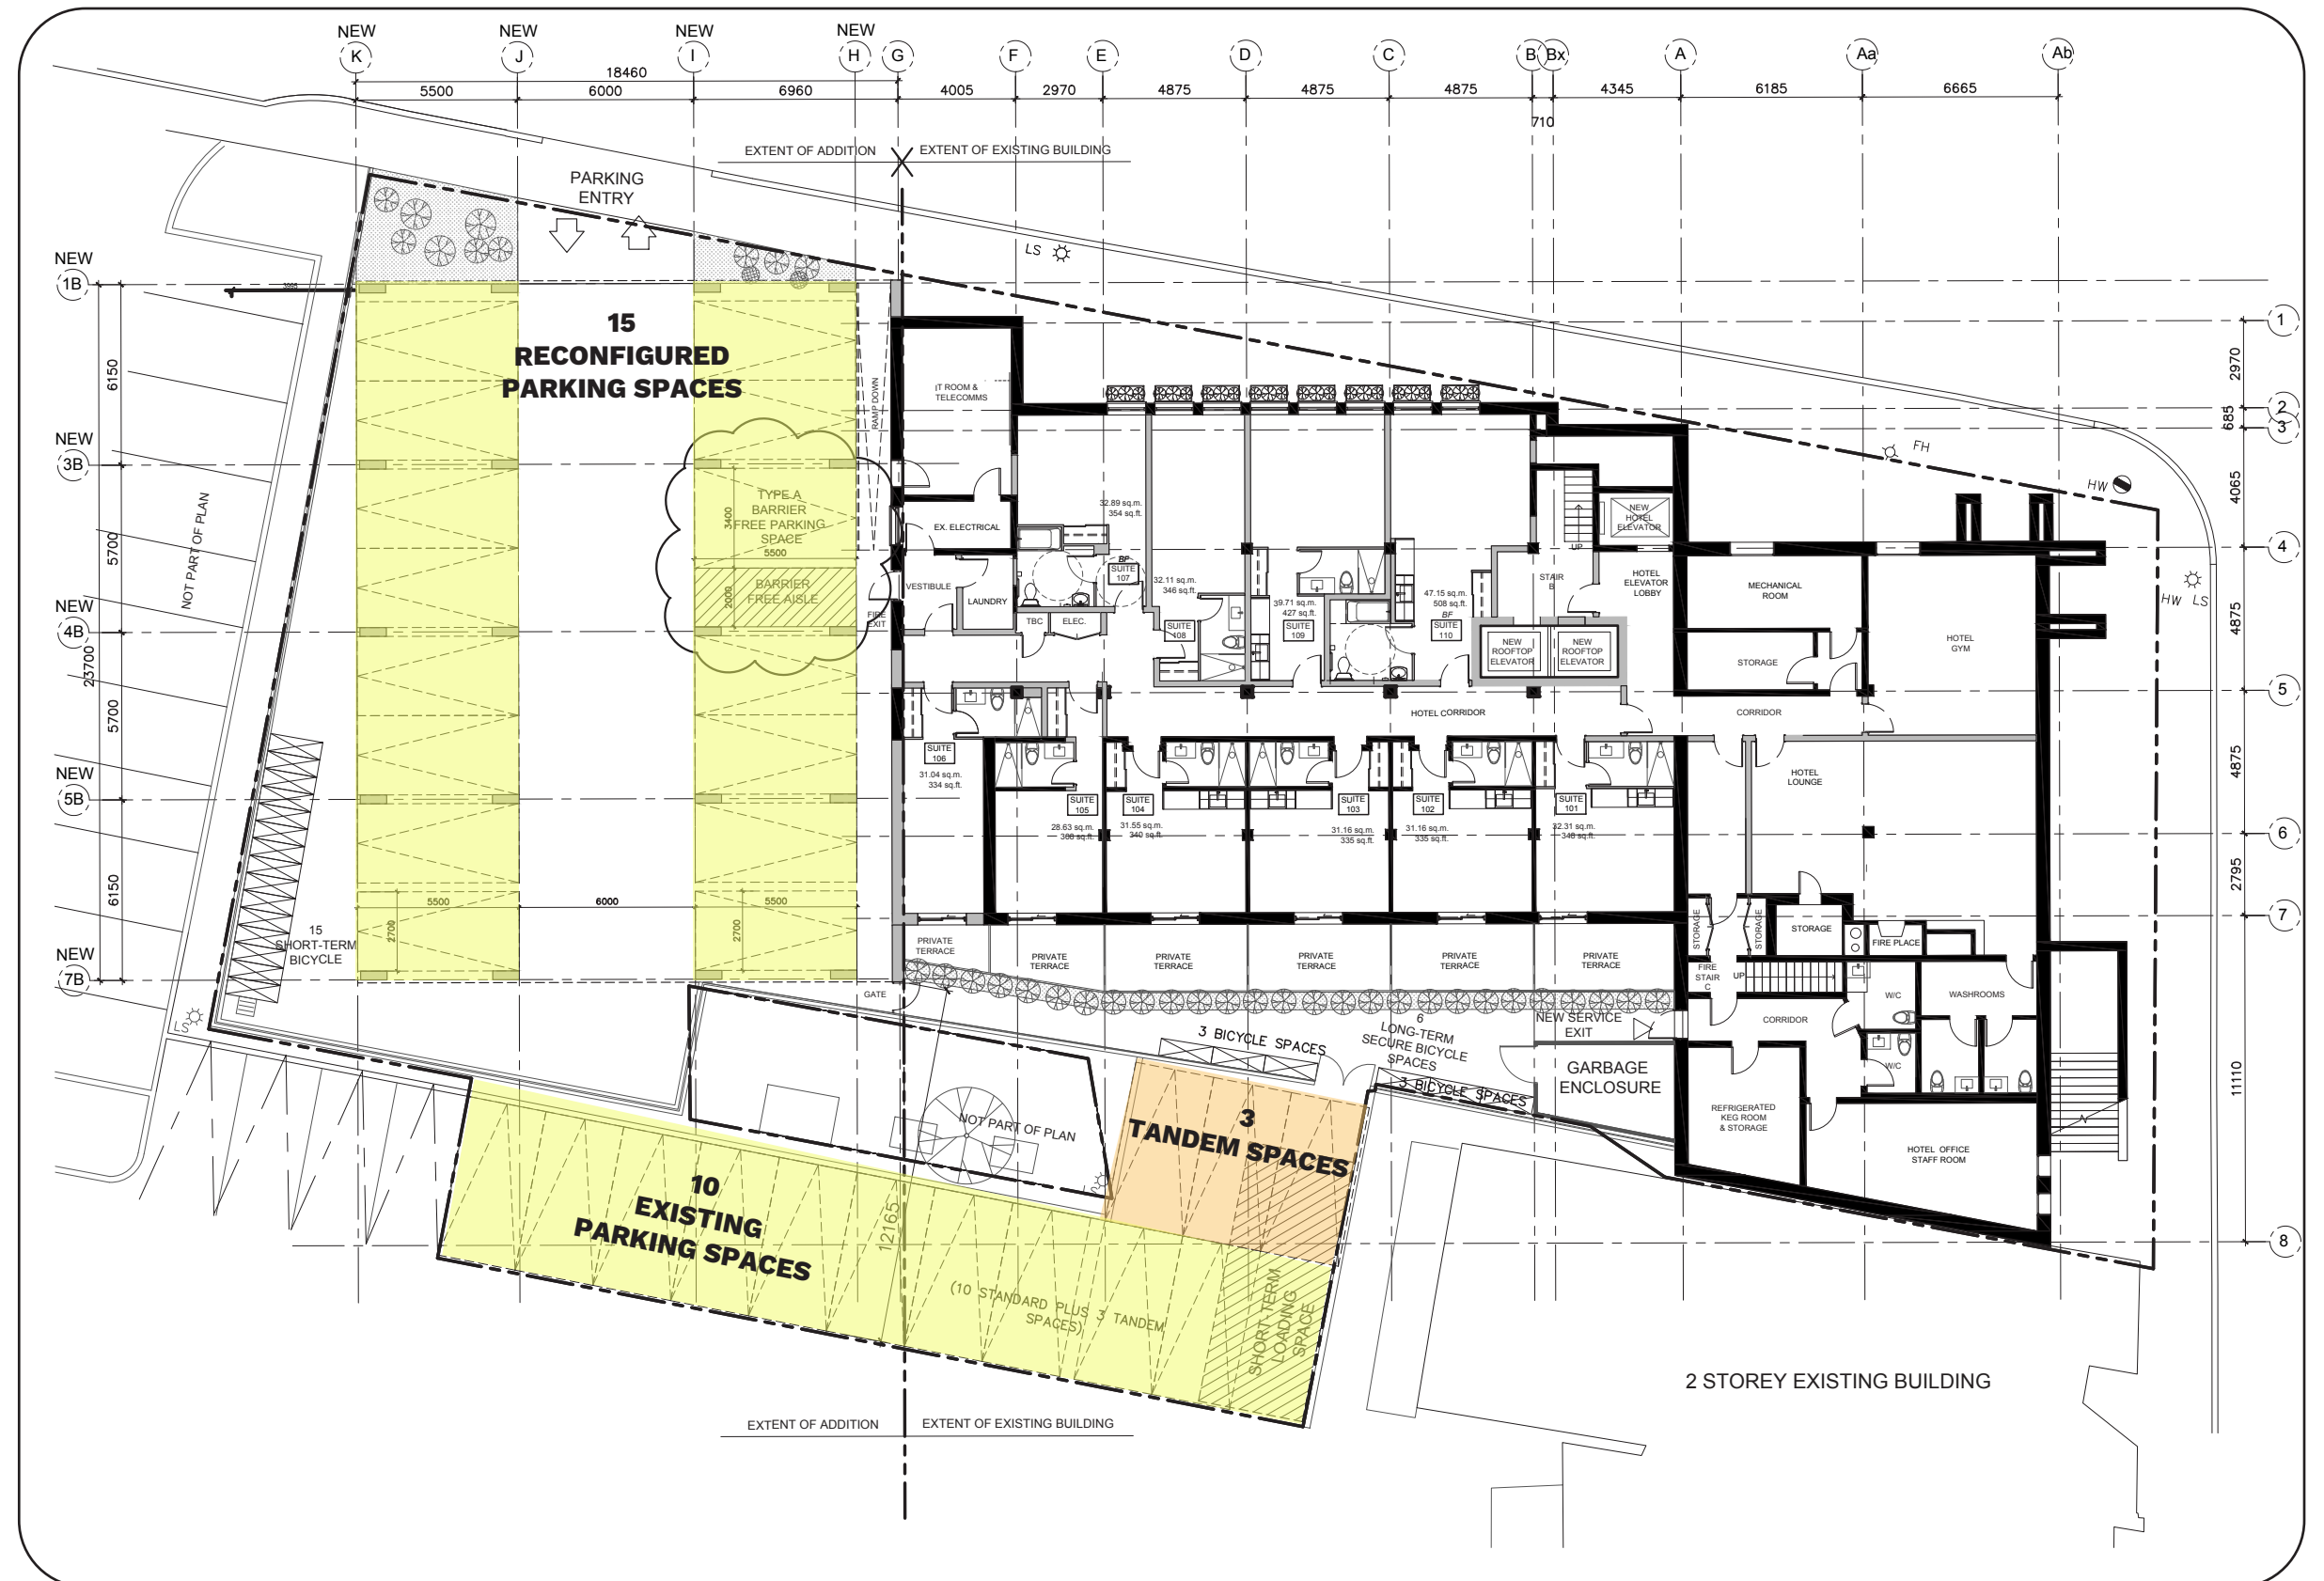 NEW NEW NEW NEW
K J I H G F E D C B Bx A Aa Ab
18460
5500 6000 6960 4005 2970 4875 4875 4875 4345 6185 6665
710
EXTENT OF ADDITION
EXTENT OF EXISTING BUILDING
PARKING
ENTRY
LS
NEW
1B
3995
1
15
RECONFIGURED
PARKING SPACES
6150
2970
RAMP DOWN
IT ROOM &
TELECOMMS
2
685
3
FH
NEW
3B
HW
4065
NOT PART OF PLAN
TYPE A
BARRIER
FREE PARKING
SPACE
3400
5500
BARRIER
FREE AISLE
2000
5700
EX. ELECTRICAL
32.89 sq.m.
354 sq.ft.
NEW
HOTEL
ELEVATOR
UP
4
VESTIBULE
LAUNDRY
BF
SUITE
107
32.11 sq.m.
346 sq.ft.
SUITE
108
39.71 sq.m.
427 sq.ft.
SUITE
109
47.15 sq.m.
508 sq.ft.
BF
SUITE
110
STAIR
B
HOTEL
ELEVATOR
LOBBY
MECHANICAL
ROOM
HW LS
4875
FIRE
EXIT
TBC
ELEC.
NEW
4B
NEW
ROOFTOP
ELEVATOR
NEW
ROOFTOP
ELEVATOR
STORAGE
HOTEL
GYM
23700
5
5700
HOTEL CORRIDOR
CORRIDOR
SUITE
106
31.04 sq.m.
334 sq.ft.
HOTEL
LOUNGE
4875
NEW
5B
SUITE
105
28.63 sq.m.
308 sq.ft.
SUITE
104
31.55 sq.m.
340 sq.ft.
SUITE
103
31.16 sq.m.
335 sq.ft.
SUITE
102
31.16 sq.m.
335 sq.ft.
SUITE
101
32.31 sq.m.
348 sq.ft.
6
6150
2795
5500 6000 5500
2700
2700
7
15
SHORT-TERM
BICYCLE
STORAGE
STORAGE
STORAGE
FIRE PLACE
PRIVATE
TERRACE
PRIVATE
TERRACE
PRIVATE
TERRACE
PRIVATE
TERRACE
PRIVATE
TERRACE
PRIVATE
TERRACE
FIRE
STAIR
C
UP
NEW
7B
GATE
W/C
WASHROOMS
LS
3 BICYCLE SPACES
6
LONG-TERM
SECURE BICYCLE
SPACES
NEW SERVICE
EXIT
CORRIDOR
GARBAGE
ENCLOSURE
W/C
3 BICYCLE SPACES
11110
REFRIGERATED
KEG ROOM
& STORAGE
NOT PART OF PLAN
3
TANDEM SPACES
HOTEL OFFICE
STAFF ROOM
10
EXISTING
PARKING SPACES
12165
8
(10 STANDARD PLUS 3 TANDEM
SPACES)
SHORT-TERM
LOADING
SPACE
2 STOREY EXISTING BUILDING
EXTENT OF ADDITION
EXTENT OF EXISTING BUILDING